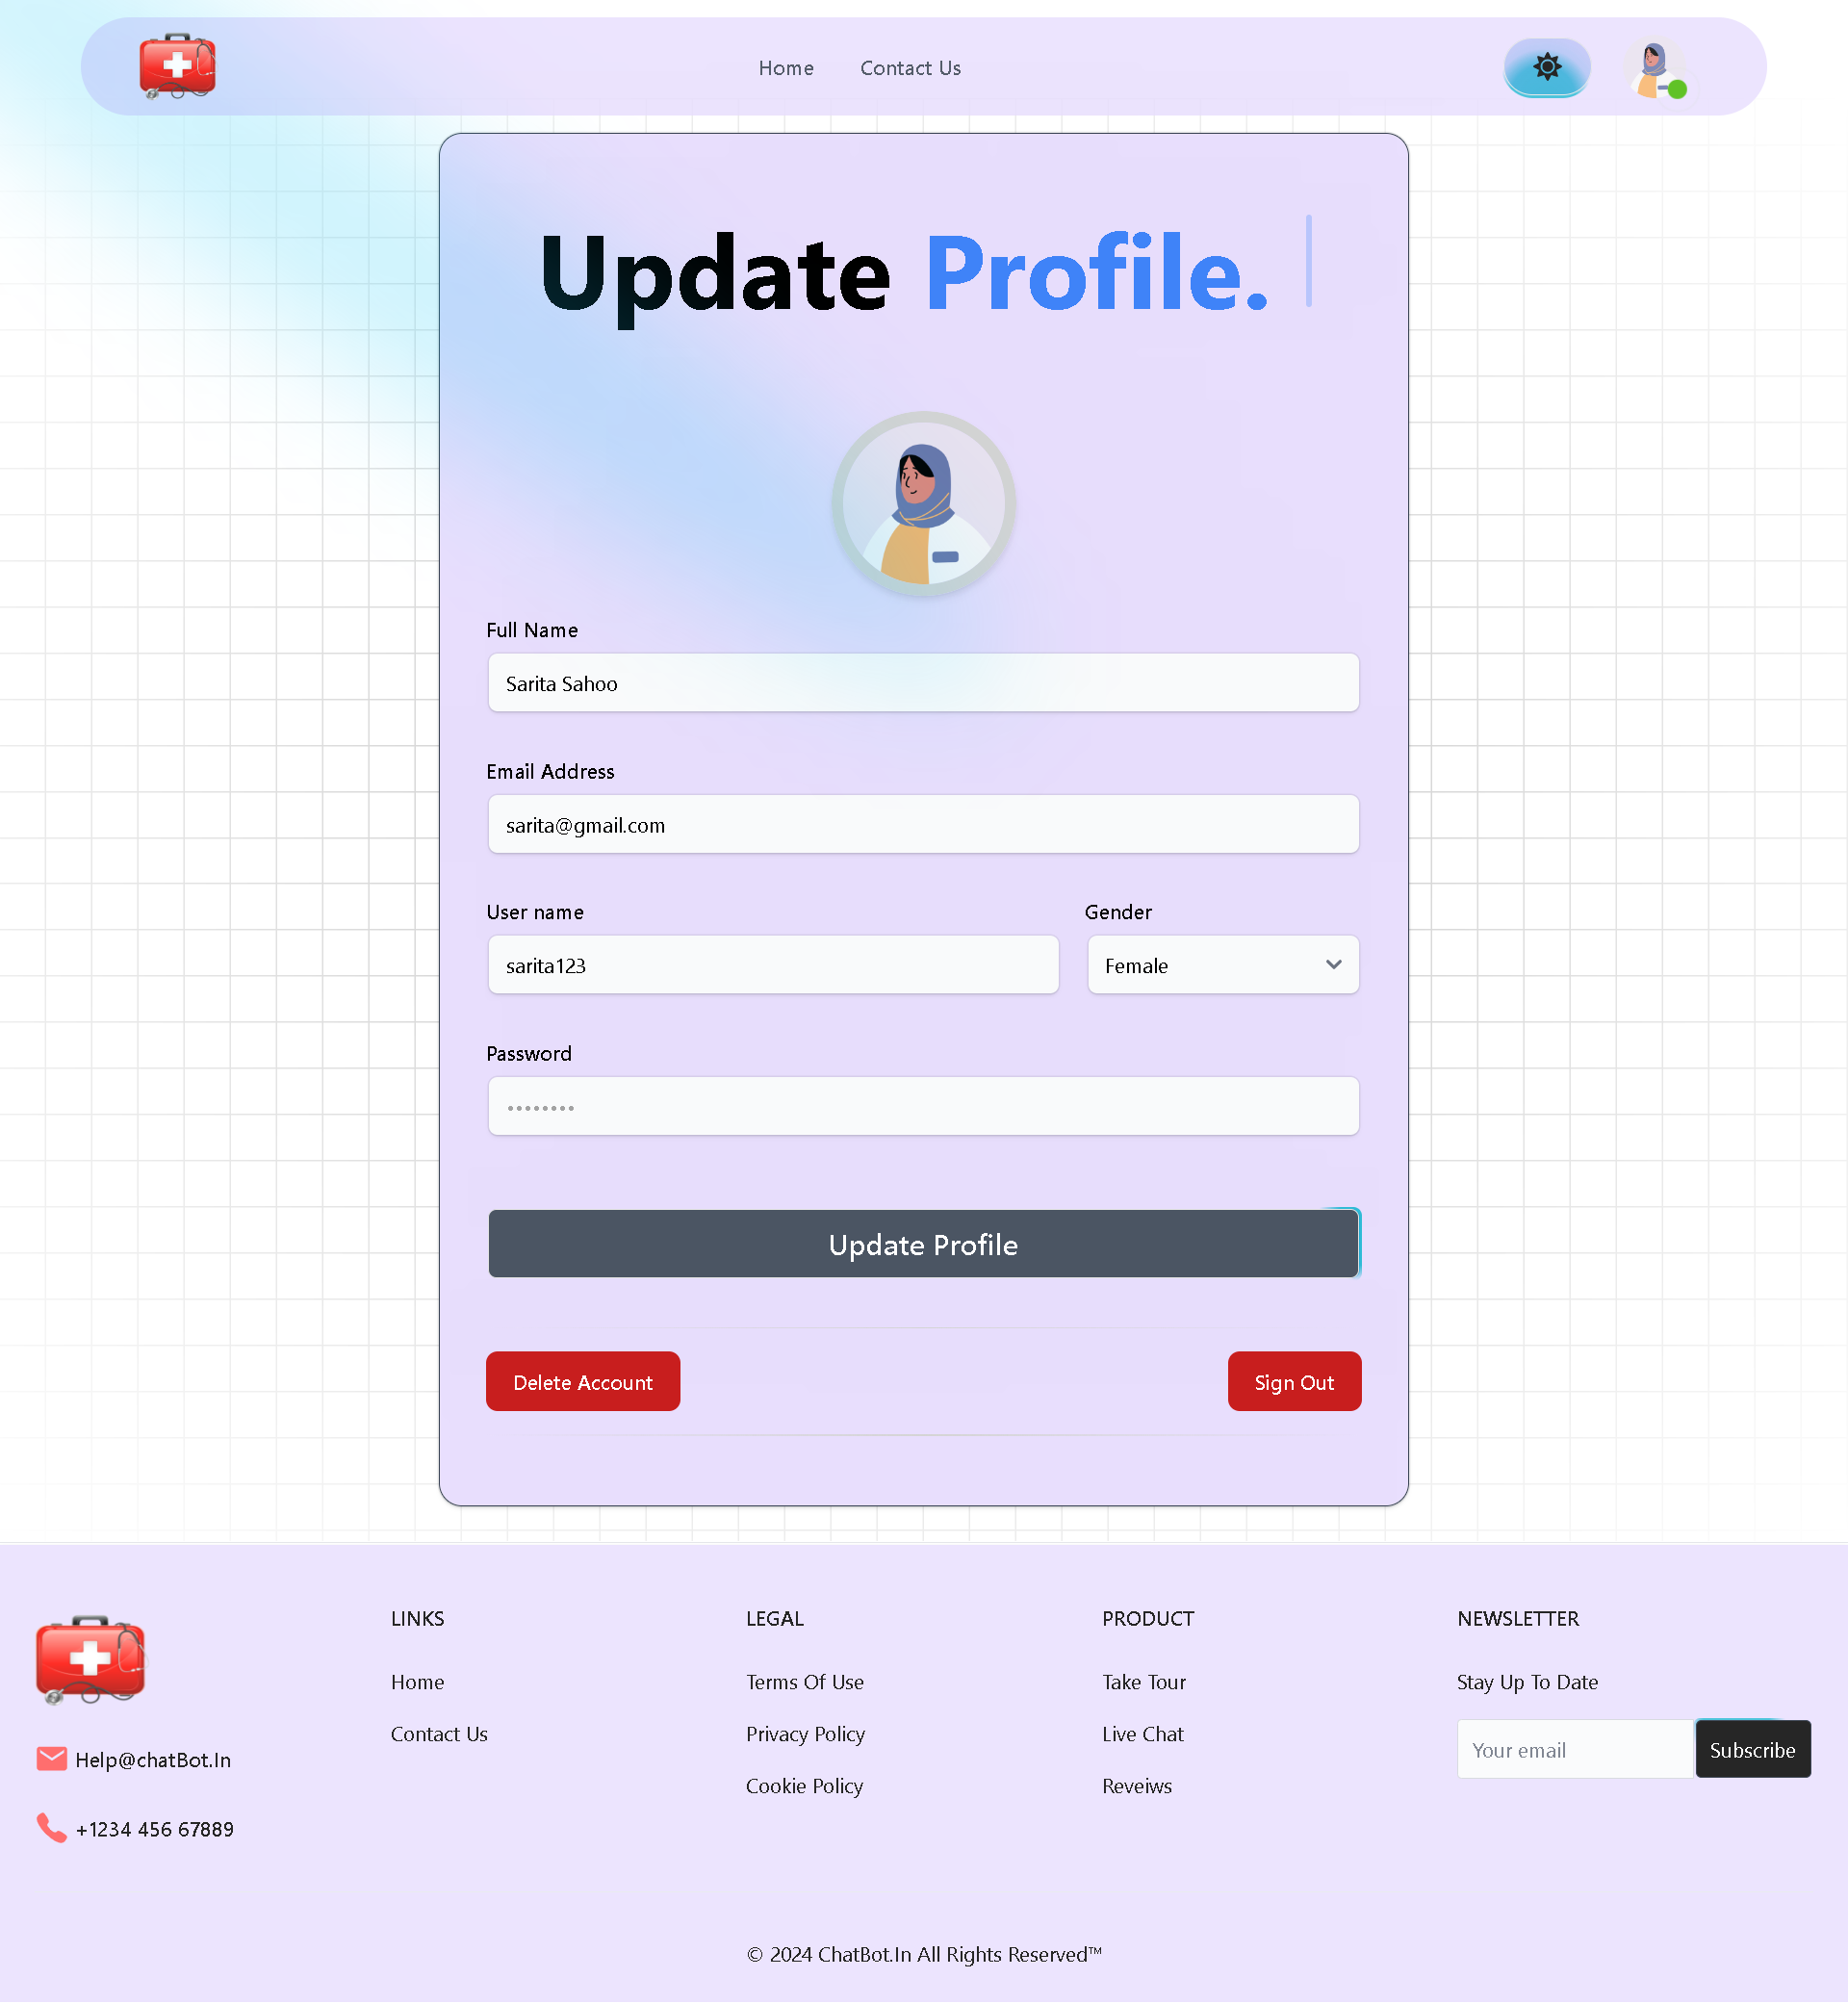 Home Contact Us
Update Profile.
Full Name
Sarita Sahoo
Email Address
sarita@gmail.com
User name Gender
sarita123 Female
Password
••••••••
Update Profile
Delete Account Sign Out
LINKS LEGAL PRODUCT NEWSLETTER
Home Terms Of Use Take Tour Stay Up To Date
Contact Us Privacy Policy Live Chat
Your email Subscribe
Help@chatBot.In
Cookie Policy Reveiws
+1234 456 67889
© 2024 ChatBot.In All Rights Reserved™